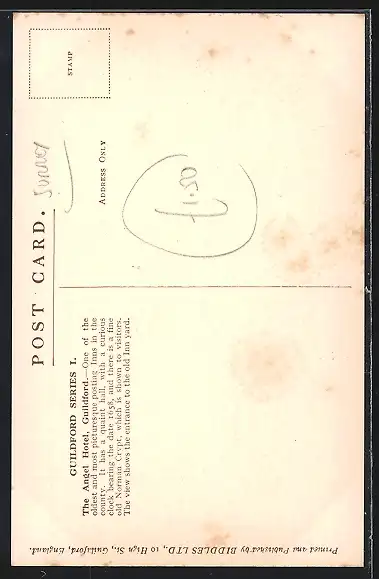 POST CARD.
STAMP
ADDRESS ONLY
Surrey
£1.50
GUILDFORD SERIES I.
The Angel Hotel, Guildford.—One of the
oldest and most picturesque posting Inns in the
county. It has a quaint hall, with a curious
clock bearing the date 1658, and there is a fine
old Norman Crypt, which is shown to visitors.
The view shows the entrance to the old Inn yard.
Printed and Published by BIDDLES LTD., 10 High St., Guildford, England.